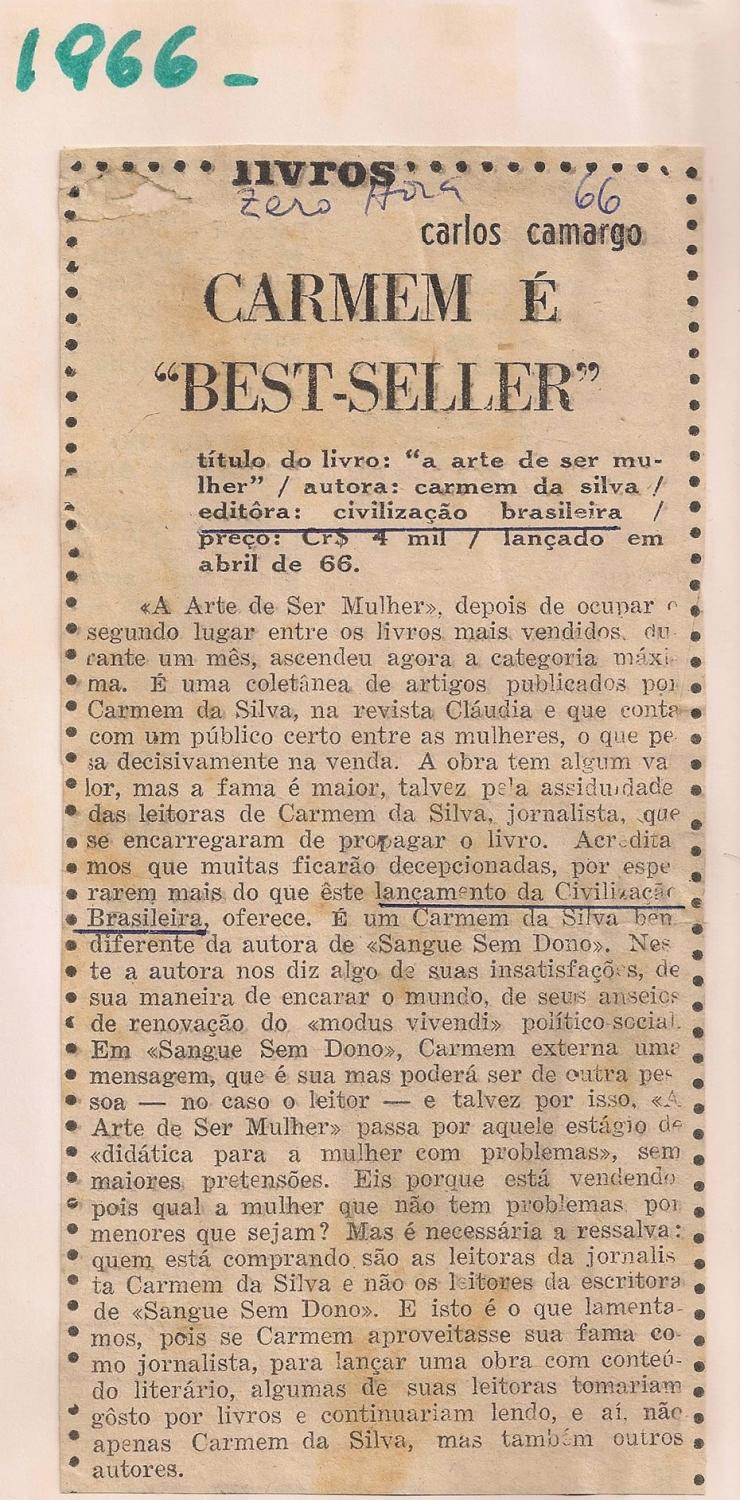 1966-
livros
Zero Hora 66
carlos camargo
CARMEM É
“BEST-SELLER”
título do livro: “a arte de ser mu-
lher” / autora: carmem da silva /
editôra: civilização brasileira /
preço: Cr$ 4 mil / lançado em
abril de 66.
«A Arte de Ser Mulher», depois de ocupar o
segundo lugar entre os livros mais vendidos, du-
rante um mês, ascendeu agora a categoria máxi-
ma. É uma coletânea de artigos publicados por
Carmem da Silva, na revista Cláudia e que conta
com um público certo entre as mulheres, o que pe-
sa decisivamente na venda. A obra tem algum va
lor, mas a fama é maior, talvez pela assiduidade
das leitoras de Carmem da Silva, jornalista, que
se encarregaram de propagar o livro. Acredita
mos que muitas ficarão decepcionadas, por espe
rarem mais do que êste lançamento da Civilização
Brasileira, oferece. É um Carmem da Silva bem
diferente da autora de «Sangue Sem Dono». Nes
te a autora nos diz algo de suas insatisfações, de
sua maneira de encarar o mundo, de seus anseios
de renovação do «modus vivendi» político-social.
Em «Sangue Sem Dono», Carmem externa uma
mensagem, que é sua mas poderá ser de outra pes
soa — no caso o leitor — e talvez por isso, «A
Arte de Ser Mulher» passa por aquele estágio de
«didática para a mulher com problemas», sem
maiores pretensões. Eis porque está vendendo
pois qual a mulher que não tem problemas, por
menores que sejam? Mas é necessária a ressalva:
quem está comprando são as leitoras da jornalis
ta Carmem da Silva e não os leitores da escritora
de «Sangue Sem Dono». E isto é o que lamenta-
mos, pois se Carmem aproveitasse sua fama co-
mo jornalista, para lançar uma obra com conteú-
do literário, algumas de suas leitoras tomariam
gôsto por livros e continuariam lendo, e aí, não
apenas Carmem da Silva, mas também outros
autores.